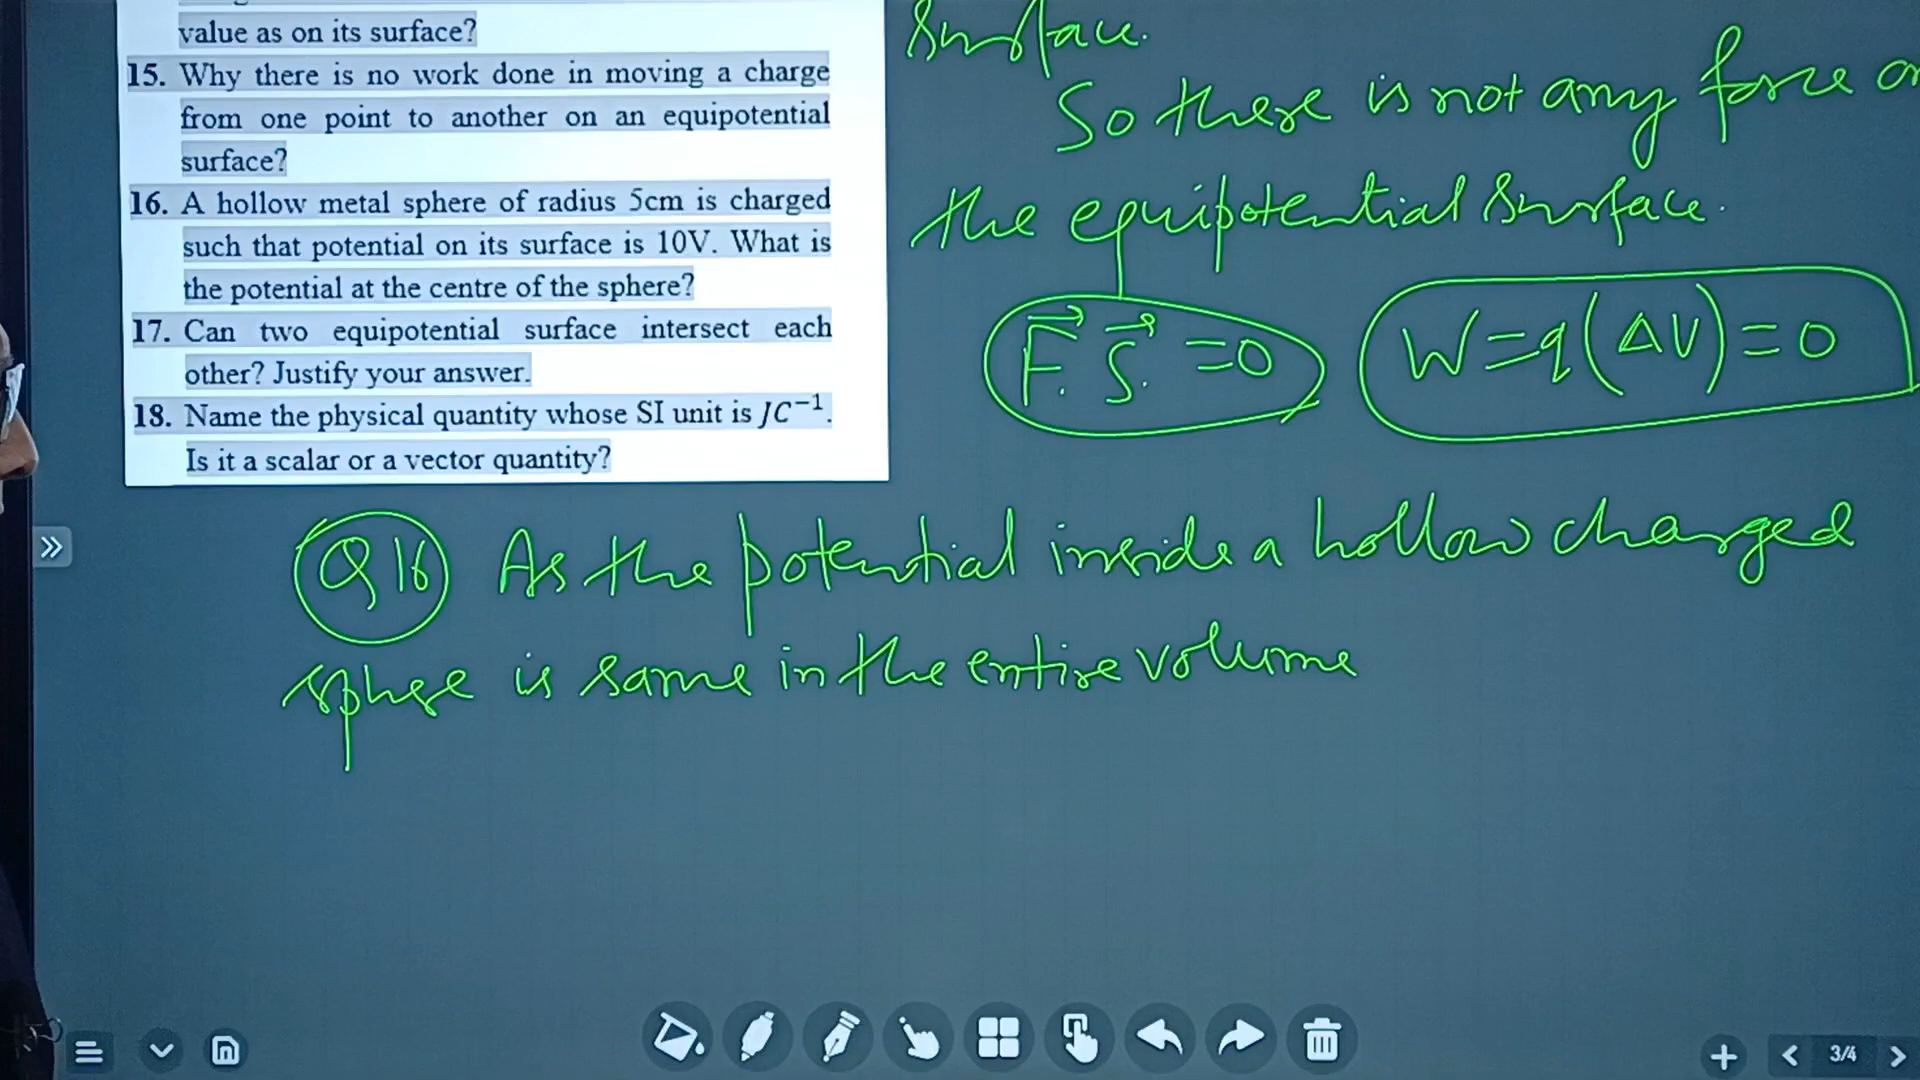 value as on its surface?
15. Why there is no work done in moving a charge
from one point to another on an equipotential
surface?
16. A hollow metal sphere of radius 5cm is charged
such that potential on its surface is 10V. What is
the potential at the centre of the sphere?
17. Can two equipotential surface intersect each
other? Justify your answer.
18. Name the physical quantity whose SI unit is JC⁻¹.
Is it a scalar or a vector quantity?
Surface.
So there is not any force on
the equipotential Surface.
F⃗. S⃗. =0
W=q(ΔV)=0
Q16 As the potential inside a hollow charged
sphere is same in the entire volume
3/4